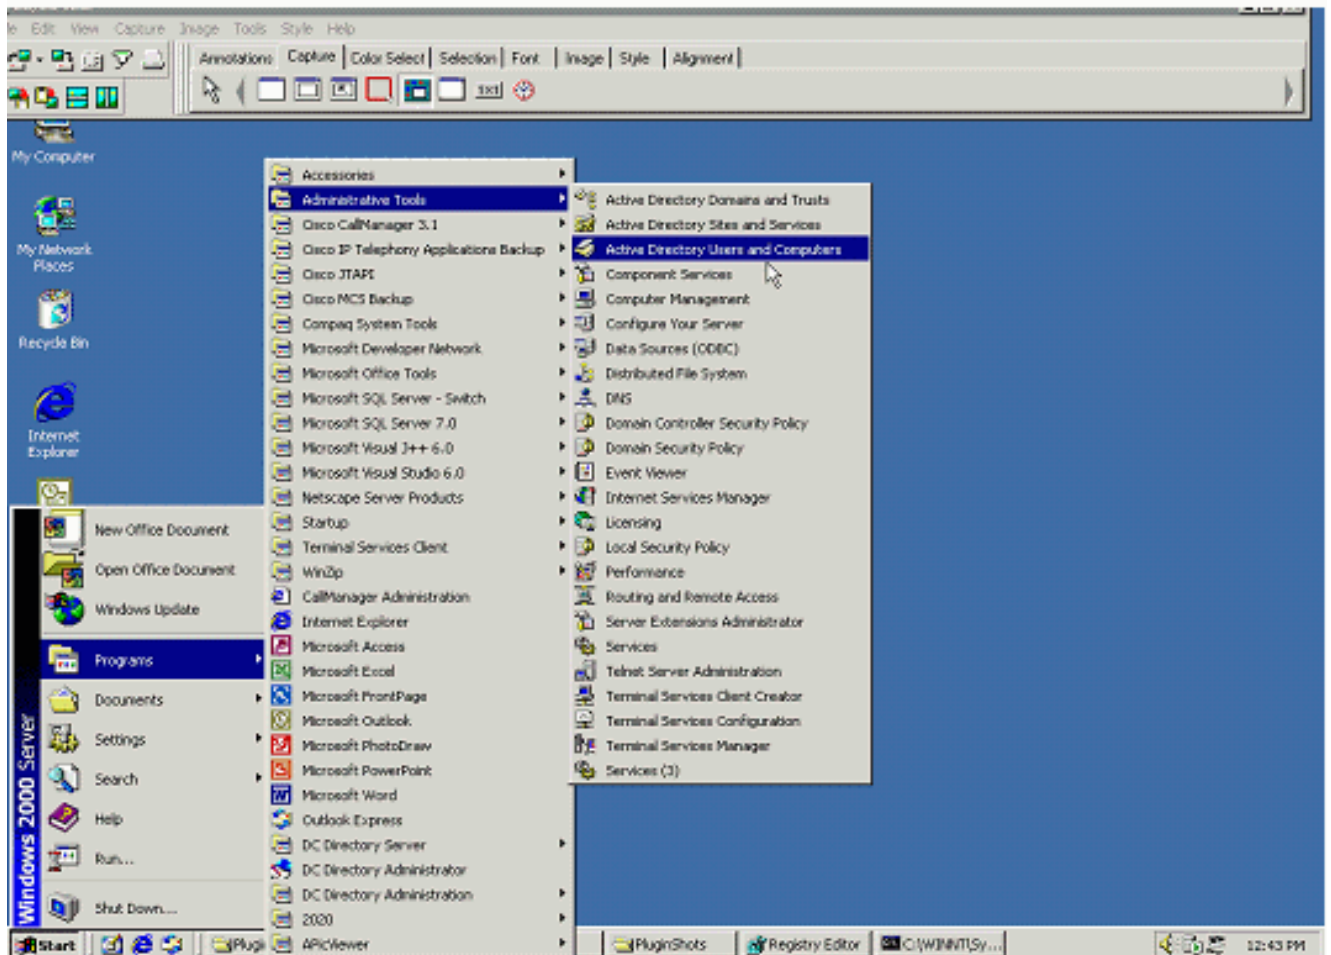 Edit View Capture Image Tools Style Help
Annotations Capture Color Select Selection Font Image Style Alignment
My Computer
My Network
Places
Recycle Bin
Internet
Explorer
New Office Document
Open Office Document
Windows Update
Programs
Documents
Settings
Search
Help
Run...
Shut Down...
Windows 2000 Server
Accessories
Administrative Tools
Cisco CallManager 3.1
Cisco IP Telephony Applications Backup
Cisco JTAPI
Cisco MCS Backup
Compaq System Tools
Microsoft Developer Network
Microsoft Office Tools
Microsoft SQL Server - Switch
Microsoft SQL Server 7.0
Microsoft Visual J++ 6.0
Microsoft Visual Studio 6.0
Netscape Server Products
Startup
Terminal Services Client
WinZip
CallManager Administration
Internet Explorer
Microsoft Access
Microsoft Excel
Microsoft FrontPage
Microsoft Outlook
Microsoft PhotoDraw
Microsoft PowerPoint
Microsoft Word
Outlook Express
DC Directory Server
DC Directory Administrator
DC Directory Administration
2020
APicViewer
Active Directory Domains and Trusts
Active Directory Sites and Services
Active Directory Users and Computers
Component Services
Computer Management
Configure Your Server
Data Sources (ODBC)
Distributed File System
DNS
Domain Controller Security Policy
Domain Security Policy
Event Viewer
Internet Services Manager
Licensing
Local Security Policy
Performance
Routing and Remote Access
Server Extensions Administrator
Services
Telnet Server Administration
Terminal Services Client Creator
Terminal Services Configuration
Terminal Services Manager
Services (3)
Start Plugi PluginShots Registry Editor C:\WINNT\Sy... 12:43 PM